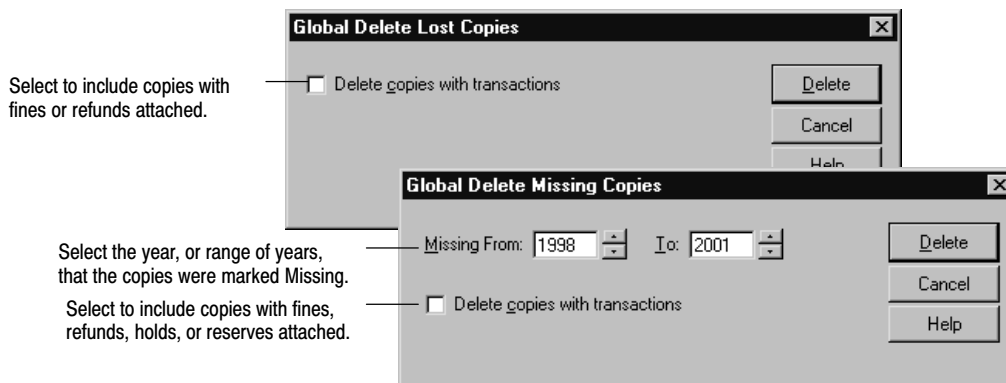 Global Delete Lost Copies
Select to include copies with
fines or refunds attached.
Delete copies with transactions
Delete
Cancel
Help
Global Delete Missing Copies
Select the year, or range of years,
that the copies were marked Missing.
Missing From: 1998 To: 2001
Delete
Cancel
Help
Select to include copies with fines,
refunds, holds, or reserves attached.
Delete copies with transactions